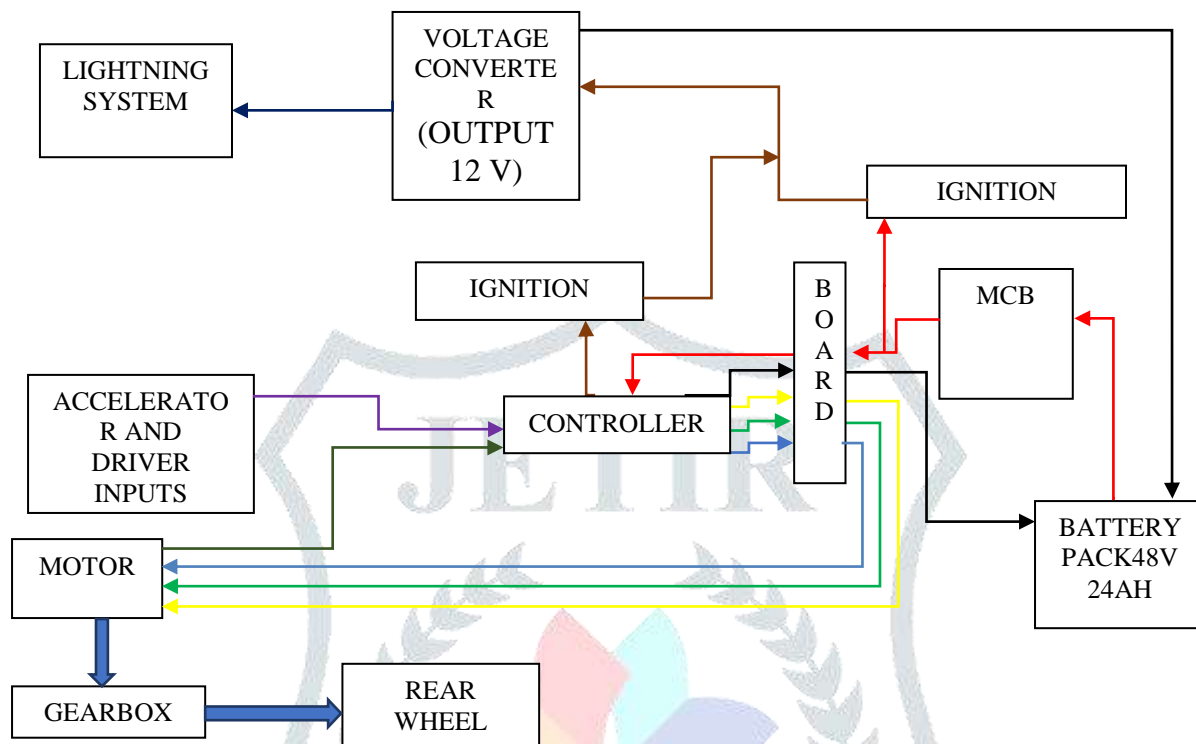 LIGHTNING
SYSTEM
VOLTAGE
CONVERTE
R
(OUTPUT
12 V)
IGNITION
IGNITION
B
O
A
R
D
MCB
ACCELERATO
R AND
DRIVER
INPUTS
CONTROLLER
JETIR
MOTOR
BATTERY
PACK48V
24AH
GEARBOX
REAR
WHEEL